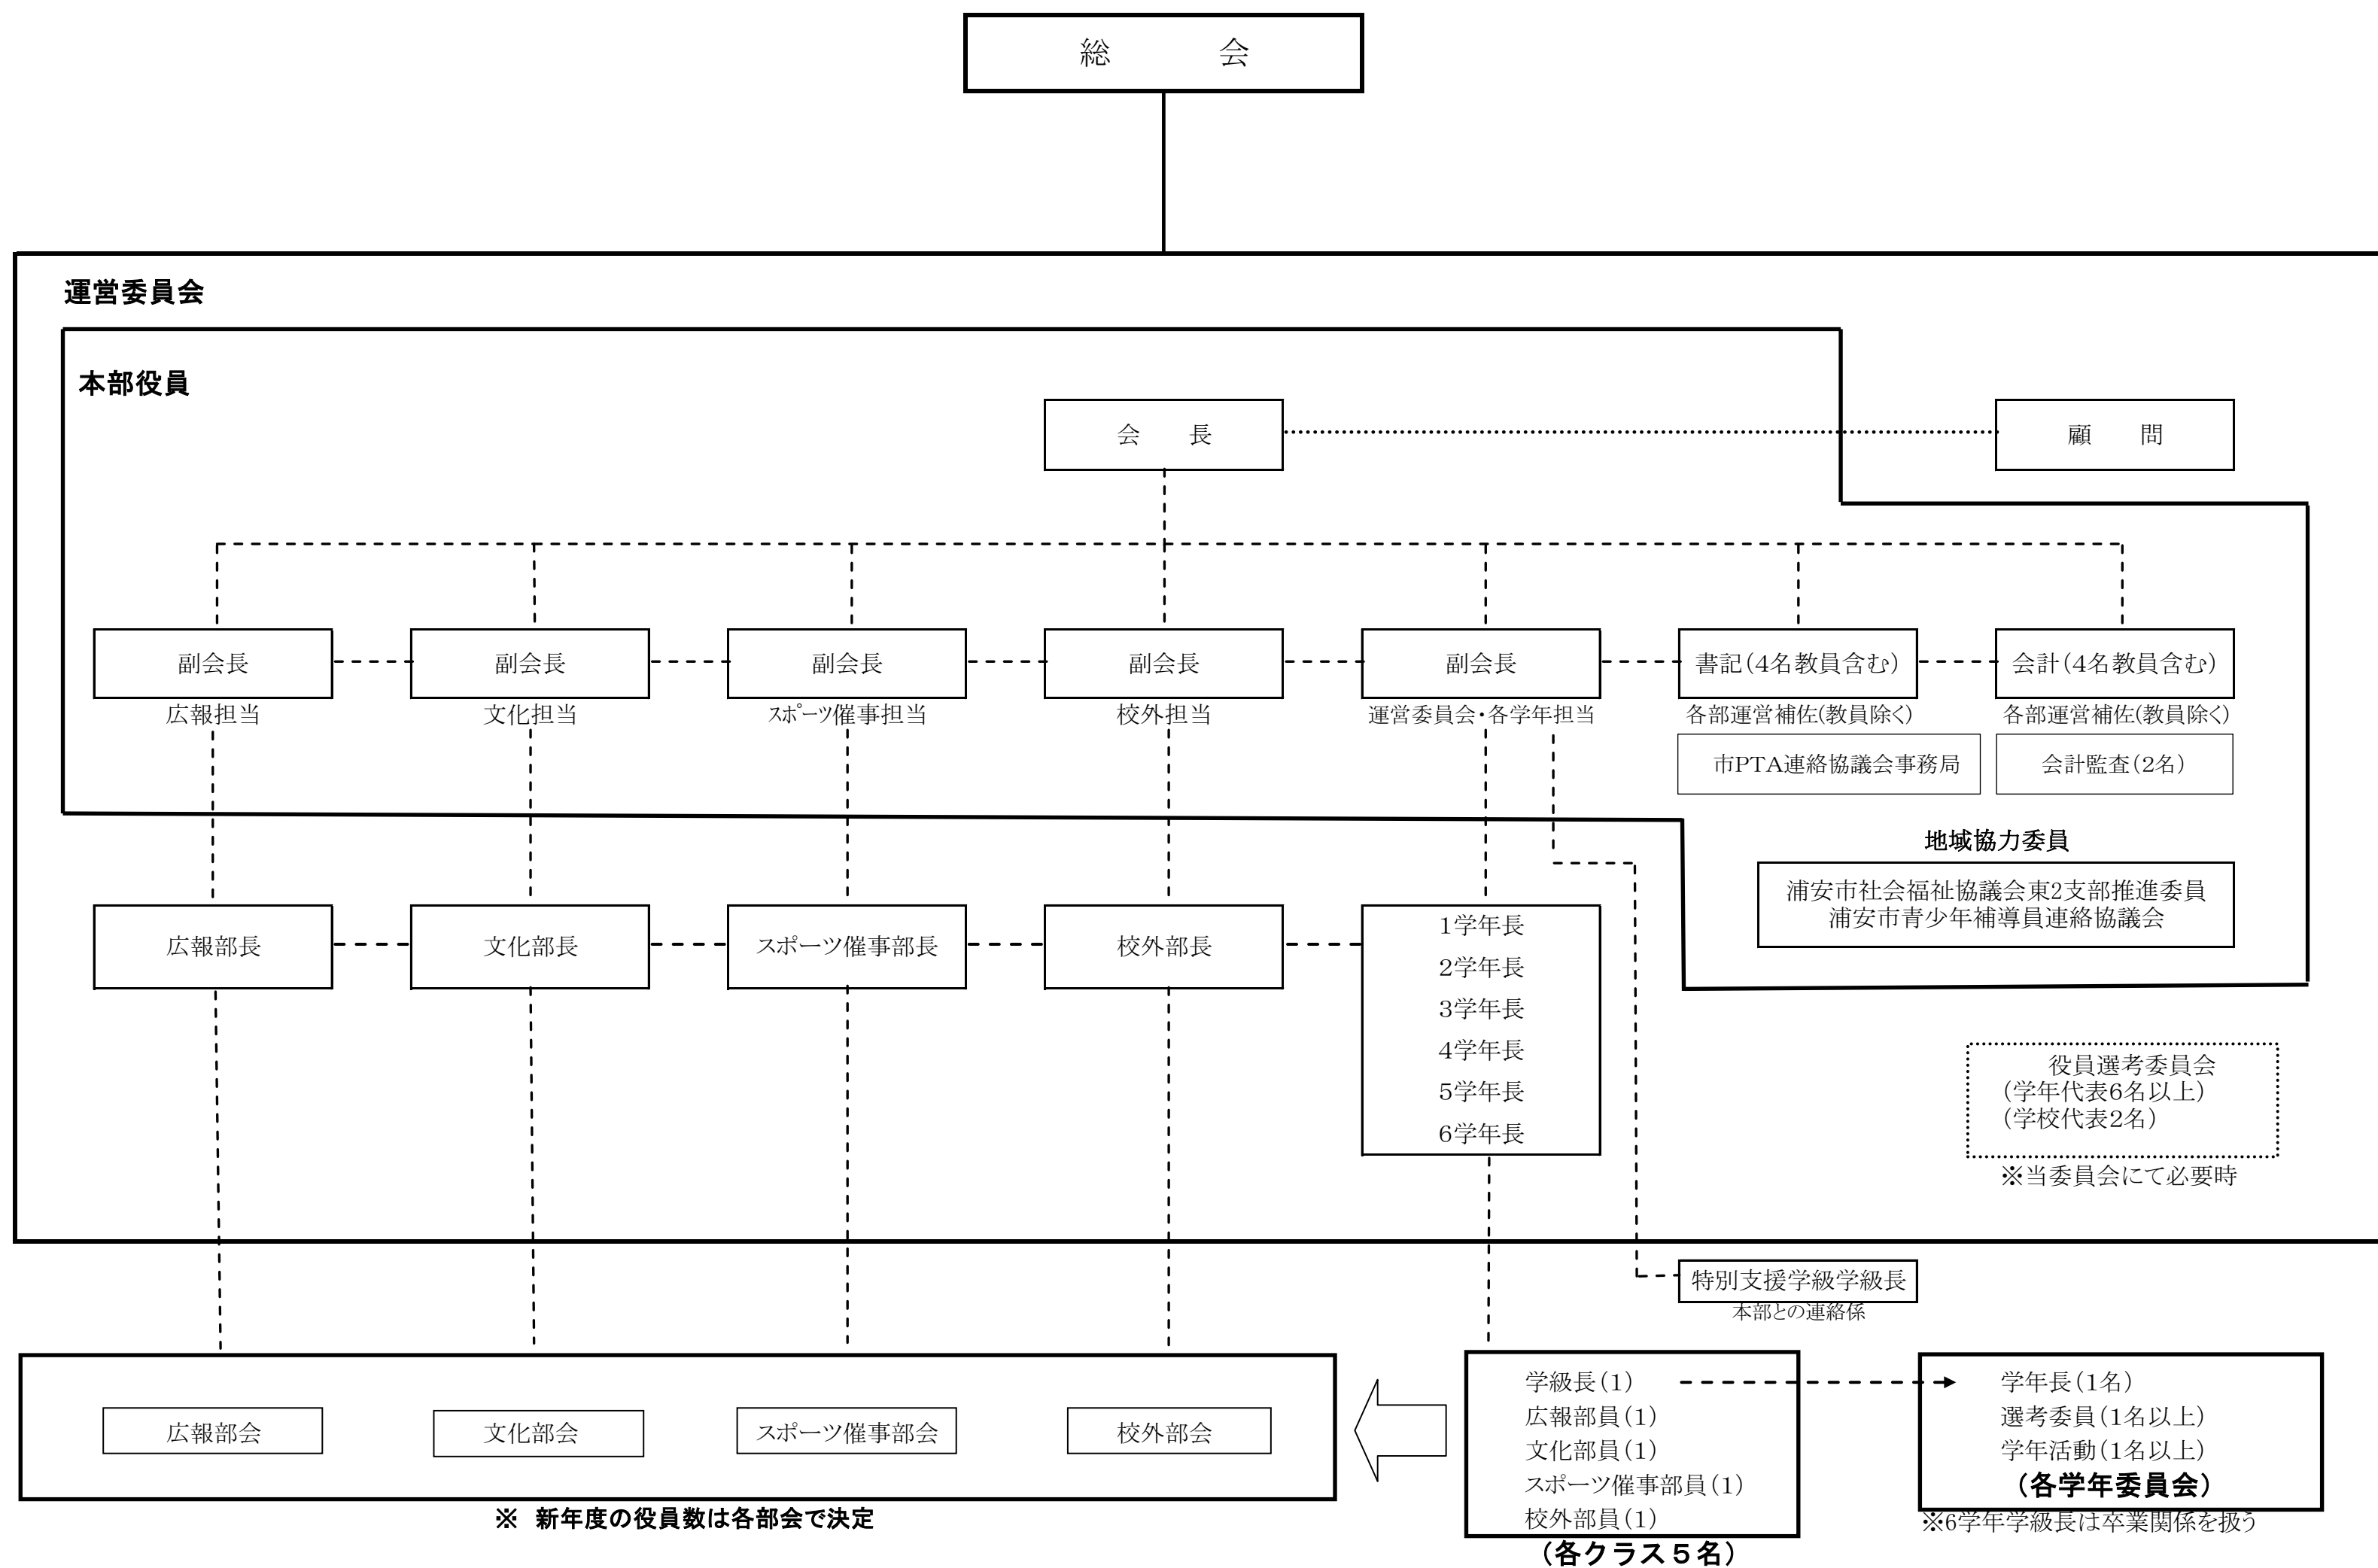 総　　会
運営委員会
本部役員
会　長
顧　問
副会長
副会長
副会長
副会長
副会長
書記（4名教員含む）
会計（4名教員含む）
広報担当
文化担当
スポーツ催事担当
校外担当
運営委員会・各学年担当
各部運営補佐(教員除く)
各部運営補佐(教員除く)
市PTA連絡協議会事務局
会計監査（2名）
地域協力委員
浦安市社会福祉協議会東2支部推進委員
浦安市青少年補導員連絡協議会
広報部長
文化部長
スポーツ催事部長
校外部長
1学年長
2学年長
3学年長
4学年長
5学年長
6学年長
役員選考委員会
（学年代表6名以上）
（学校代表2名）
※当委員会にて必要時
特別支援学級学級長
本部との連絡係
広報部会
文化部会
スポーツ催事部会
校外部会
※　新年度の役員数は各部会で決定
学級長（1）
広報部員（1）
文化部員（1）
スポーツ催事部員（1）
校外部員（1）
（各クラス５名）
学年長（1名）
選考委員（1名以上）
学年活動（1名以上）
（各学年委員会）
※6学年学級長は卒業関係を扱う